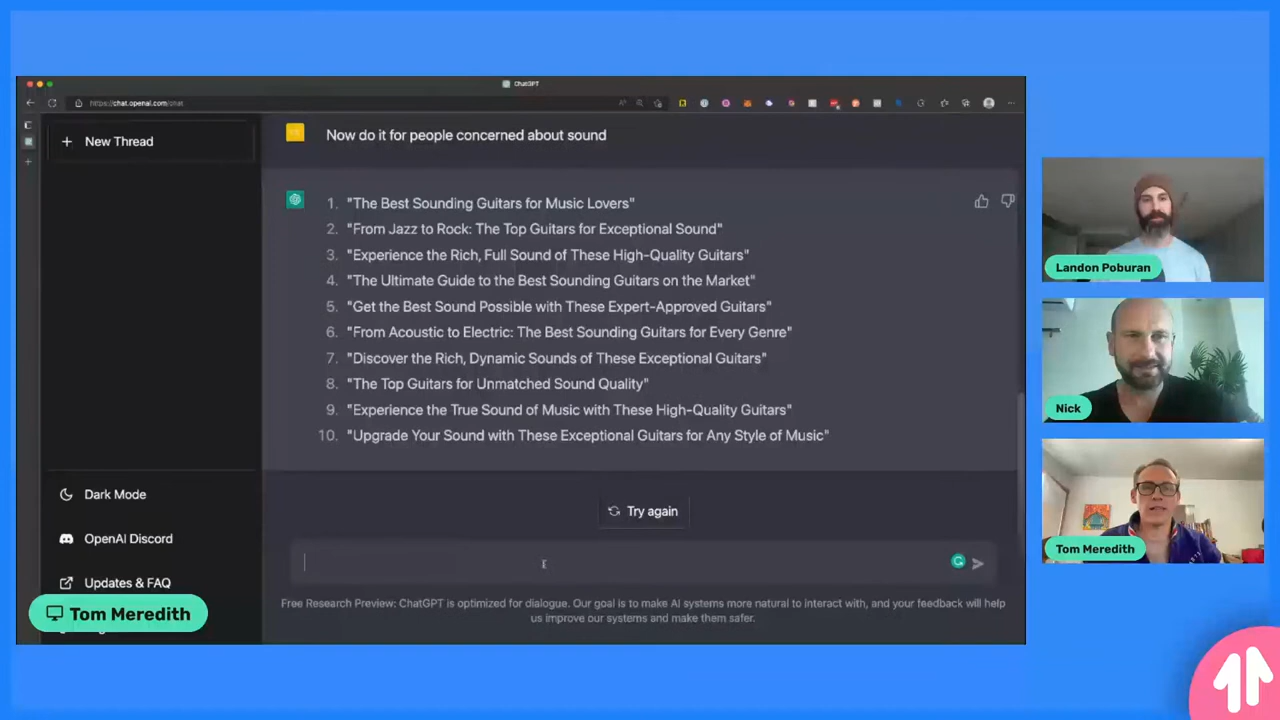 ChatGPT
https://chat.openai.com/chat
New Thread
Now do it for people concerned about sound
1. "The Best Sounding Guitars for Music Lovers"
2. "From Jazz to Rock: The Top Guitars for Exceptional Sound"
3. "Experience the Rich, Full Sound of These High-Quality Guitars"
4. "The Ultimate Guide to the Best Sounding Guitars on the Market"
5. "Get the Best Sound Possible with These Expert-Approved Guitars"
6. "From Acoustic to Electric: The Best Sounding Guitars for Every Genre"
7. "Discover the Rich, Dynamic Sounds of These Exceptional Guitars"
8. "The Top Guitars for Unmatched Sound Quality"
9. "Experience the True Sound of Music with These High-Quality Guitars"
10. "Upgrade Your Sound with These Exceptional Guitars for Any Style of Music"
Try again
Dark Mode
OpenAI Discord
Updates & FAQ
Free Research Preview: ChatGPT is optimized for dialogue. Our goal is to make AI systems more natural to interact with, and your feedback will help
us improve our systems and make them safer.
Tom Meredith
Landon Poburan
Nick
Tom Meredith